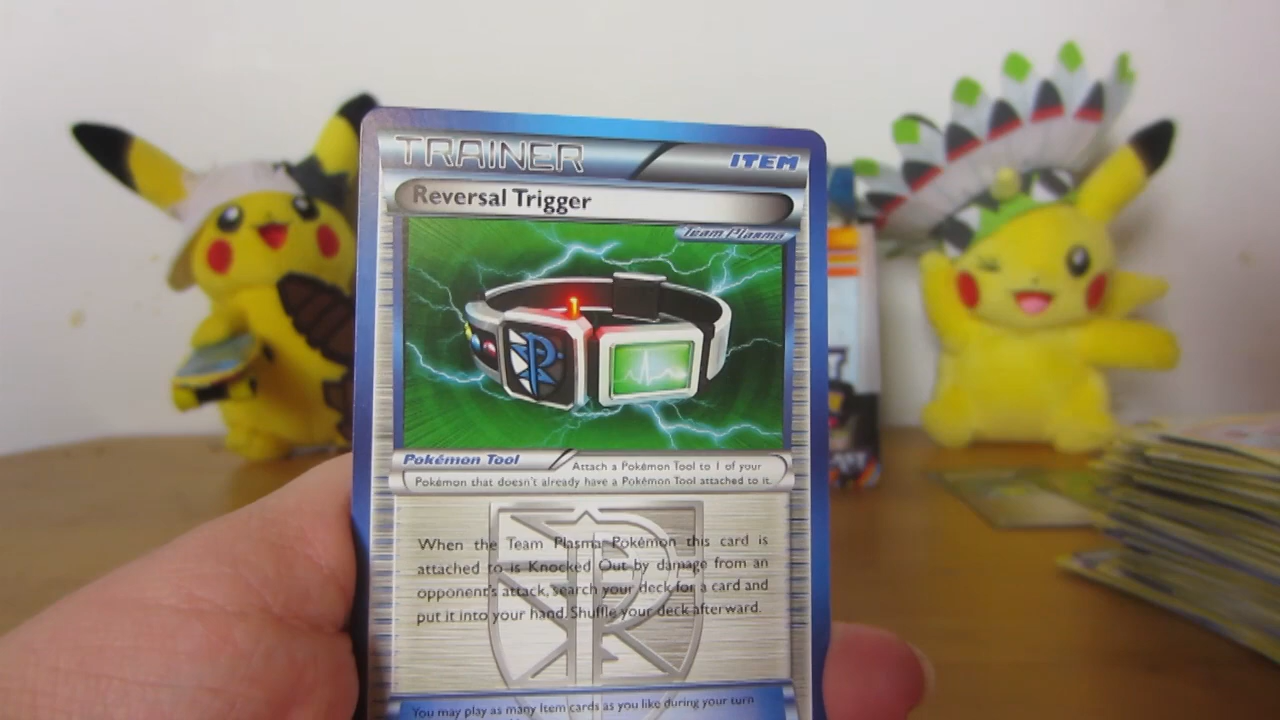 TRAINER
ITEM
Reversal Trigger
Team Plasma
Pokémon Tool
Attach a Pokémon Tool to 1 of your
Pokémon that doesn't already have a Pokémon Tool attached to it.
When the Team Plasma Pokémon this card is
attached to is Knocked Out by damage from an
opponent's attack, search your deck for a card and
put it into your hand. Shuffle your deck afterward.
You may play as many Item cards as you like during your turn